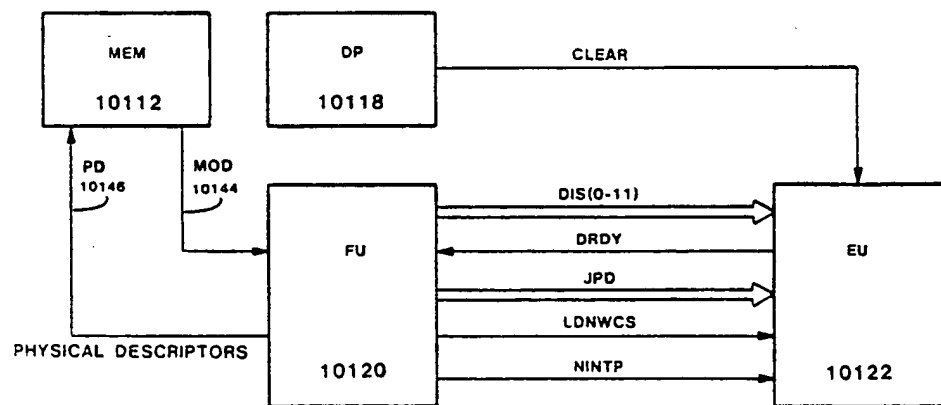 MEM
10112
DP
10118
CLEAR
PD
10146
MOD
10144
DIS(0-11)
DRDY
FU
EU
JPD
LDNWCS
PHYSICAL DESCRIPTORS
10120
NINTP
10122